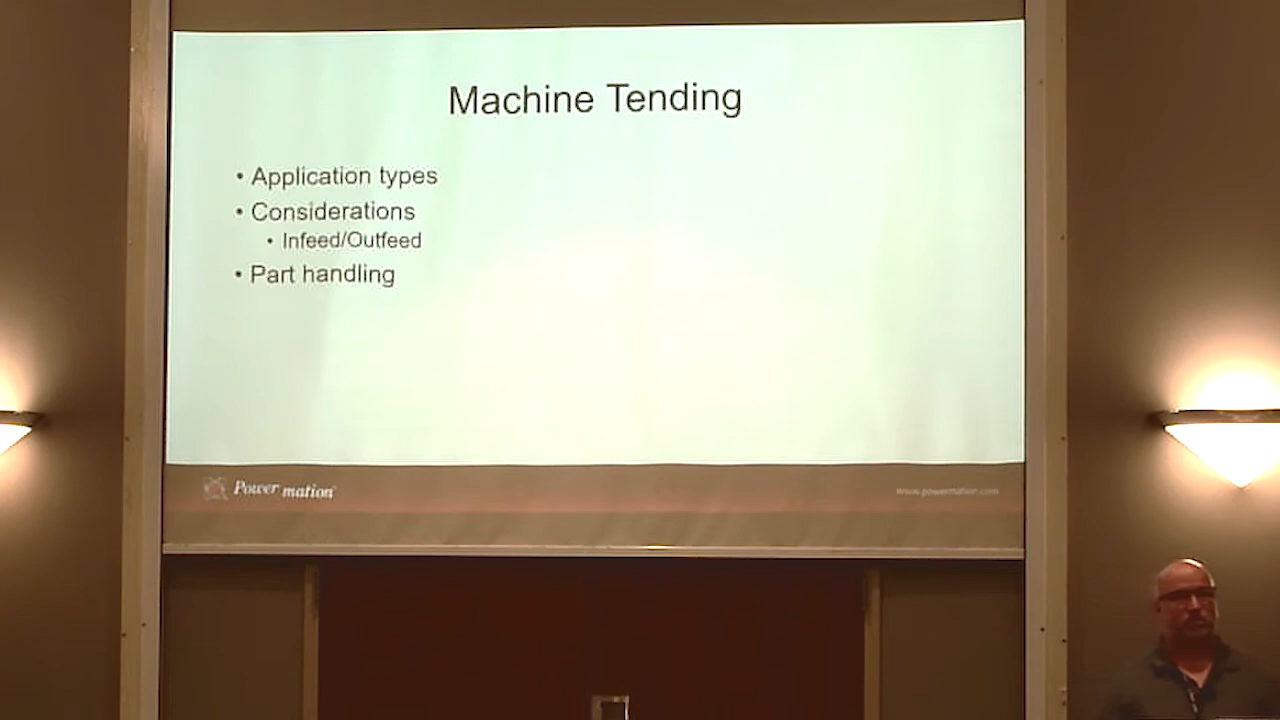 Machine Tending
• Application types
• Considerations
• Infeed/Outfeed
• Part handling
Power mation
www.powermation.com